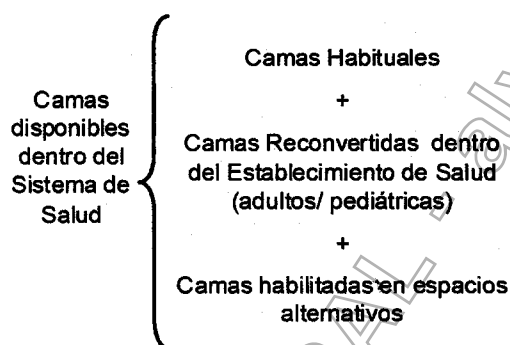 Camas
disponibles
dentro del
Sistema de
Salud
Camas Habituales
+
Camas Reconvertidas dentro
del Establecimiento de Salud
(adultos/ pediátricas)
+
Camas habilitadas en espacios
alternativos